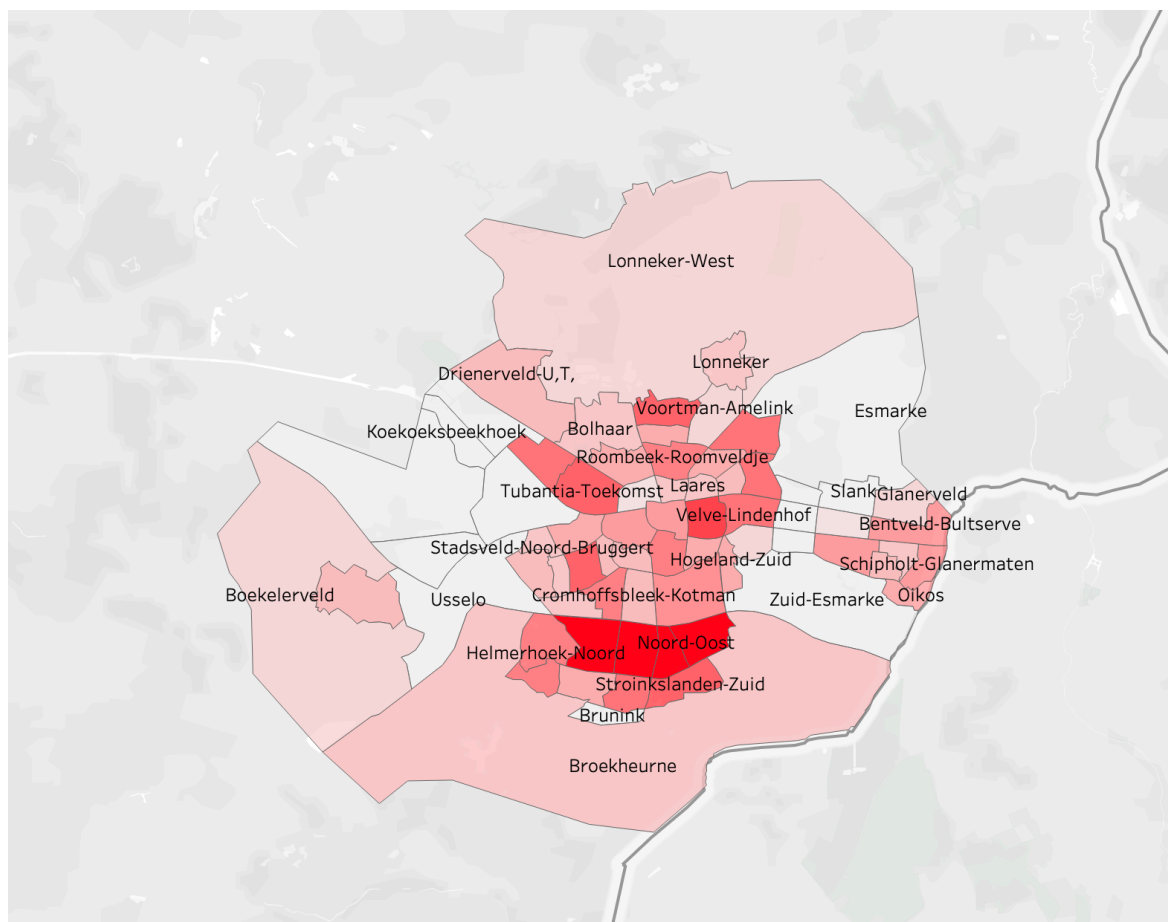 Lonneker-West
Lonneker
Drienerveld-U,T,
Voortman-Amelink
Esmarke
Bolhaar
Koekoeksbeekhoek
Roombeek-Roomveldje
Laares
Tubantia-Toekomst
Slank
Glanerveld
Velve-Lindenhof
Bentveld-Bultserve
Stadsveld-Noord-Bruggert
Hogeland-Zuid
Schipholt-Glanermaten
Boekelerveld
Usselo
Cromhoffsbleek-Kotman
Zuid-Esmarke
Oikos
Noord-Oost
Helmerhoek-Noord
Stroinkslanden-Zuid
Brunink
Broekheurne